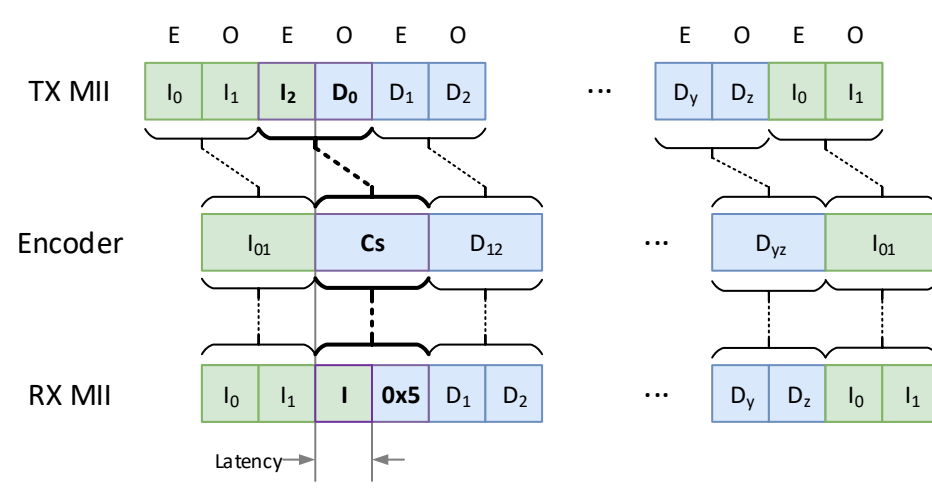 E O E O E O E O E O
TX MII I₀ I₁ I₂ D₀ D₁ D₂ ... Dy Dz I₀ I₁
Encoder I₀₁ Cs D₁₂ ... Dyz I₀₁
RX MII I₀ I₁ I 0x5 D₁ D₂ ... Dy Dz I₀ I₁
Latency